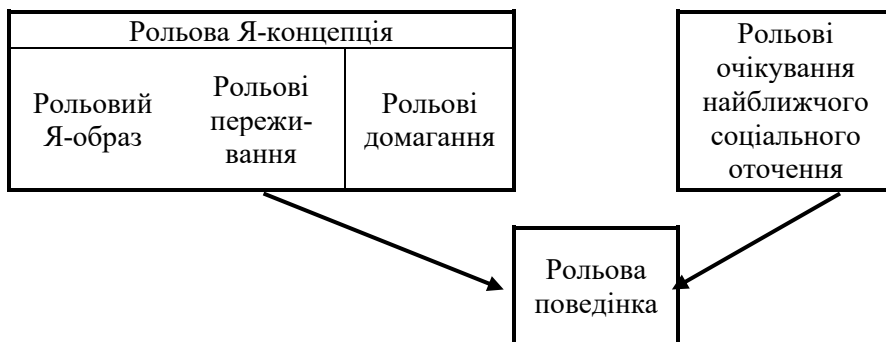 Рольова Я-концепція
Рольовий
Я-образ
Рольові
пережи-
вання
Рольові
домагання
Рольові
очікування
найближчого
соціального
оточення
Рольова
поведінка